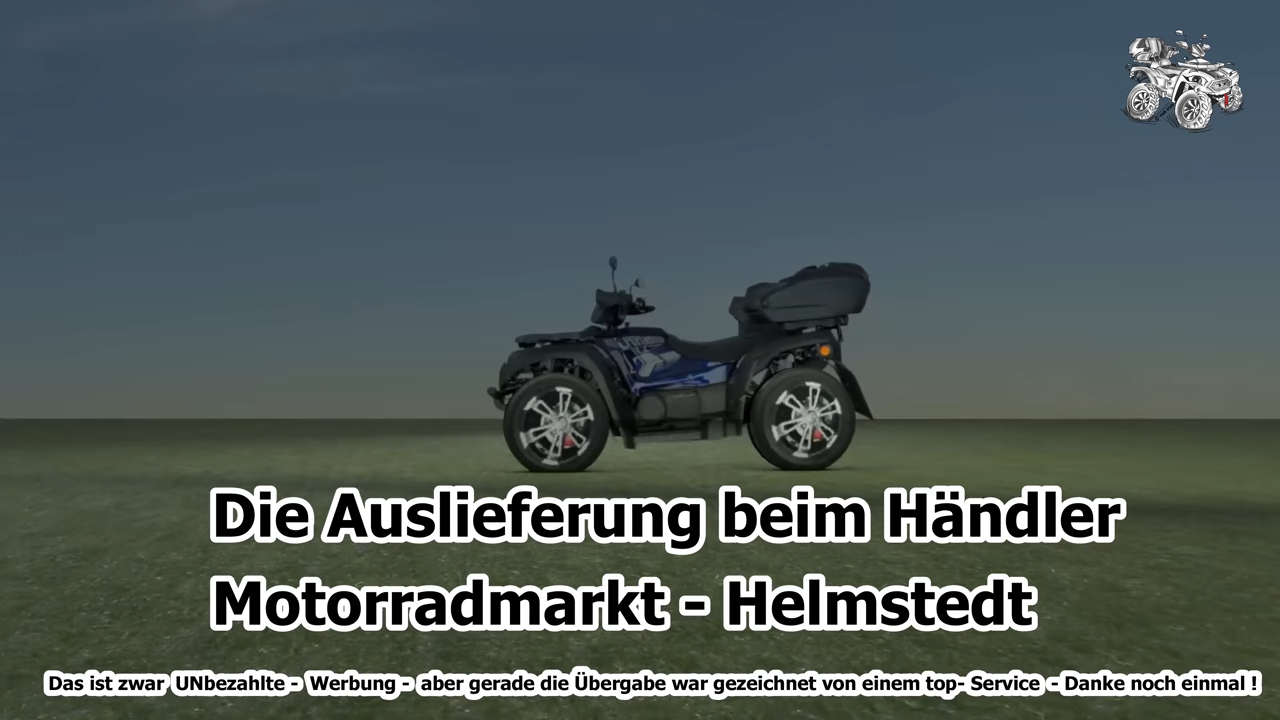 Die Auslieferung beim Händler
Motorradmarkt - Helmstedt
Das ist zwar UNbezahlte - Werbung - aber gerade die Übergabe war gezeichnet von einem top- Service - Danke noch einmal !